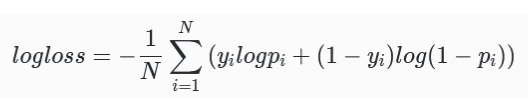 logloss = -\frac{1}{N} \sum_{i=1}^{N} (y_i log p_i + (1 - y_i) log(1 - p_i))